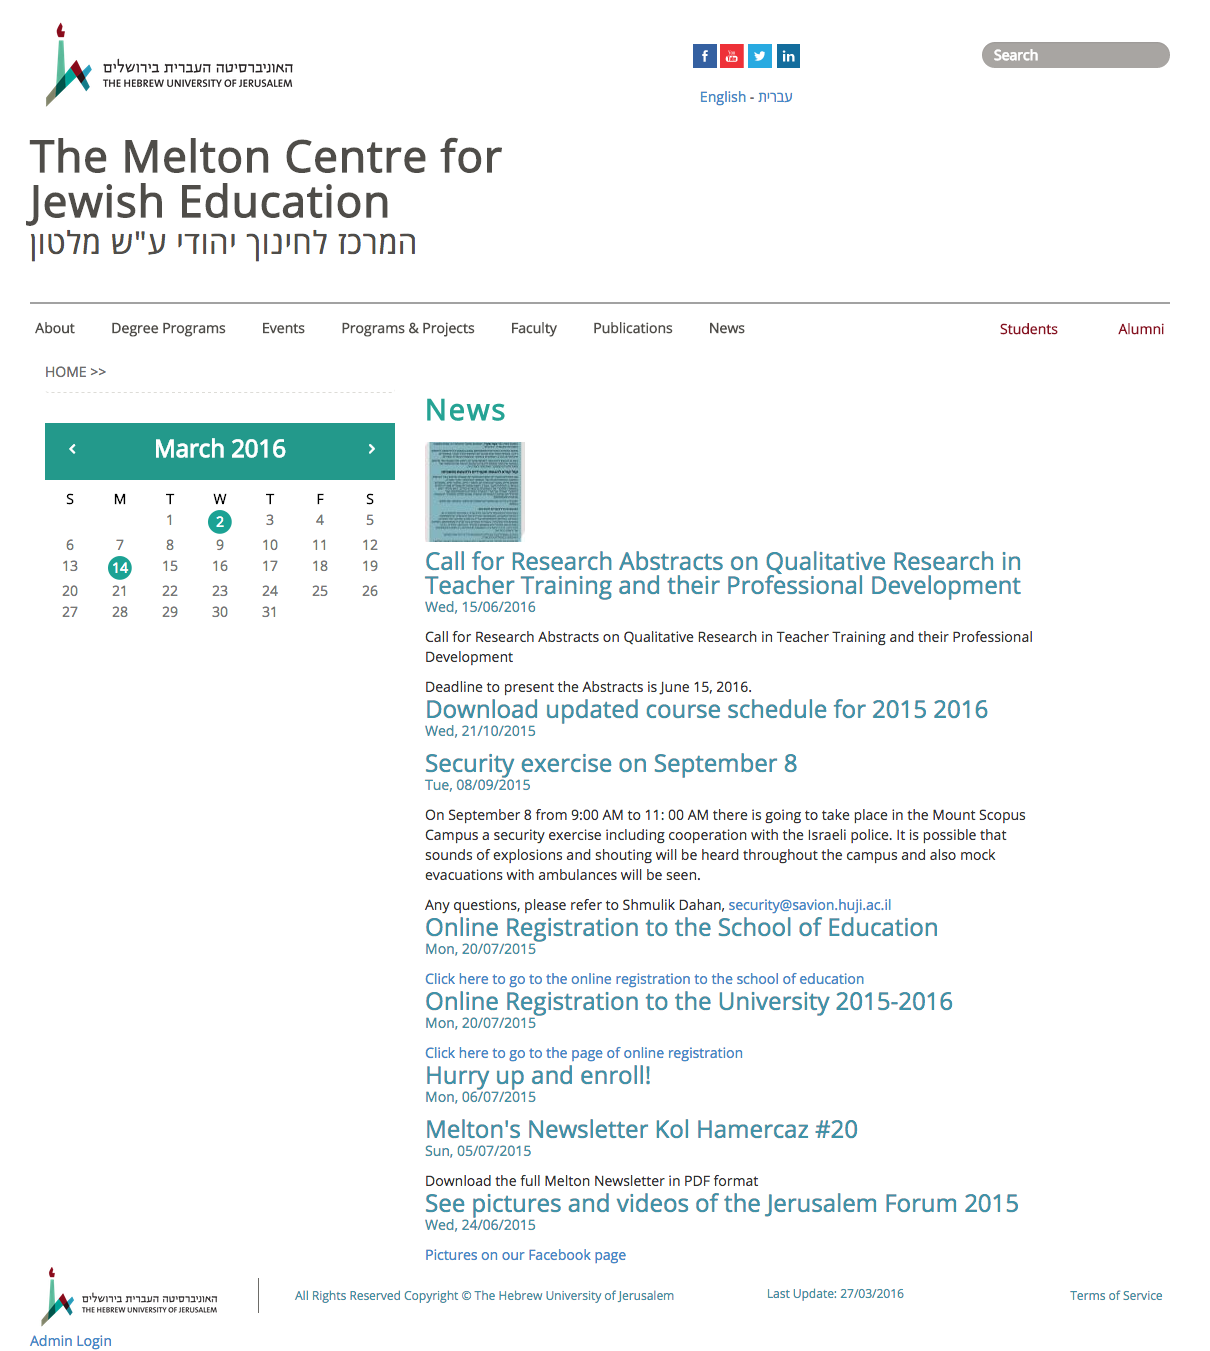 האוניברסיטה העברית בירושלים
THE HEBREW UNIVERSITY OF JERUSALEM
f You Tube in
Search
English - עברית
The Melton Centre for
Jewish Education
המרכז לחינוך יהודי ע"ש מלטון
About Degree Programs Events Programs & Projects Faculty Publications News Students Alumni
HOME >>
‹ March 2016 ›
S M T W T F S
1 2 3 4 5
6 7 8 9 10 11 12
13 14 15 16 17 18 19
20 21 22 23 24 25 26
27 28 29 30 31
News
Call for Research Abstracts on Qualitative Research in
Teacher Training and their Professional Development
Wed, 15/06/2016
Call for Research Abstracts on Qualitative Research in Teacher Training and their Professional
Development
Deadline to present the Abstracts is June 15, 2016.
Download updated course schedule for 2015 2016
Wed, 21/10/2015
Security exercise on September 8
Tue, 08/09/2015
On September 8 from 9:00 AM to 11: 00 AM there is going to take place in the Mount Scopus
Campus a security exercise including cooperation with the Israeli police. It is possible that
sounds of explosions and shouting will be heard throughout the campus and also mock
evacuations with ambulances will be seen.
Any questions, please refer to Shmulik Dahan, security@savion.huji.ac.il
Online Registration to the School of Education
Mon, 20/07/2015
Click here to go to the online registration to the school of education
Online Registration to the University 2015-2016
Mon, 20/07/2015
Click here to go to the page of online registration
Hurry up and enroll!
Mon, 06/07/2015
Melton's Newsletter Kol Hamercaz #20
Sun, 05/07/2015
Download the full Melton Newsletter in PDF format
See pictures and videos of the Jerusalem Forum 2015
Wed, 24/06/2015
Pictures on our Facebook page
האוניברסיטה העברית בירושלים
THE HEBREW UNIVERSITY OF JERUSALEM
All Rights Reserved Copyright © The Hebrew University of Jerusalem
Last Update: 27/03/2016
Terms of Service
Admin Login